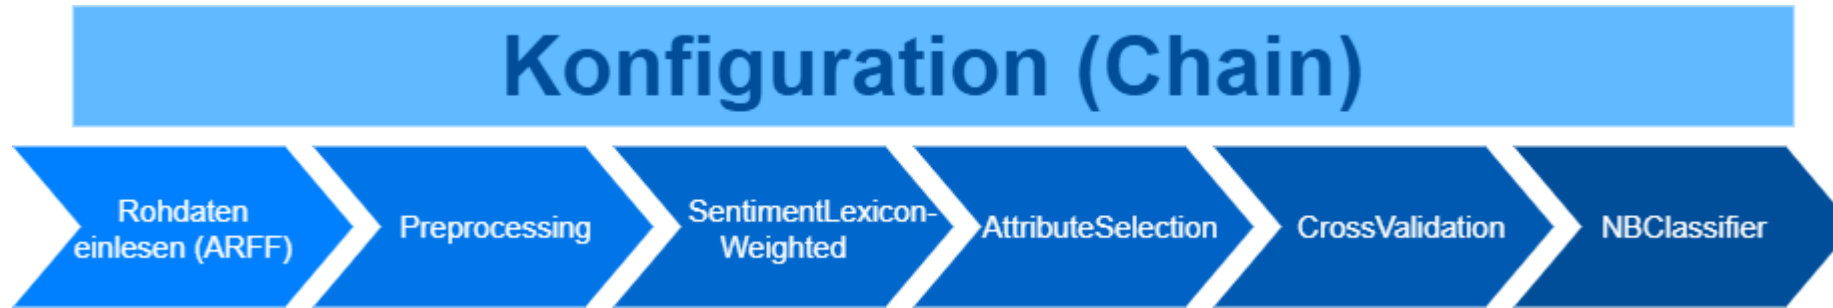 Konfiguration (Chain)
Rohdaten
einlesen (ARFF)
Preprocessing
SentimentLexicon-
Weighted
AttributeSelection
CrossValidation
NBClassifier